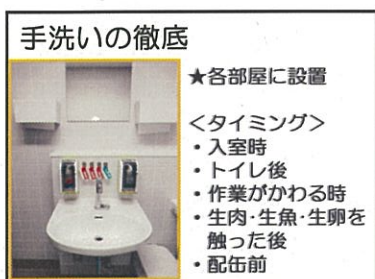 手洗いの徹底
★各部屋に設置
＜タイミング＞
・入室時
・トイレ後
・作業がかわる時
・生肉・生魚・生卵を
触った後
・配缶前